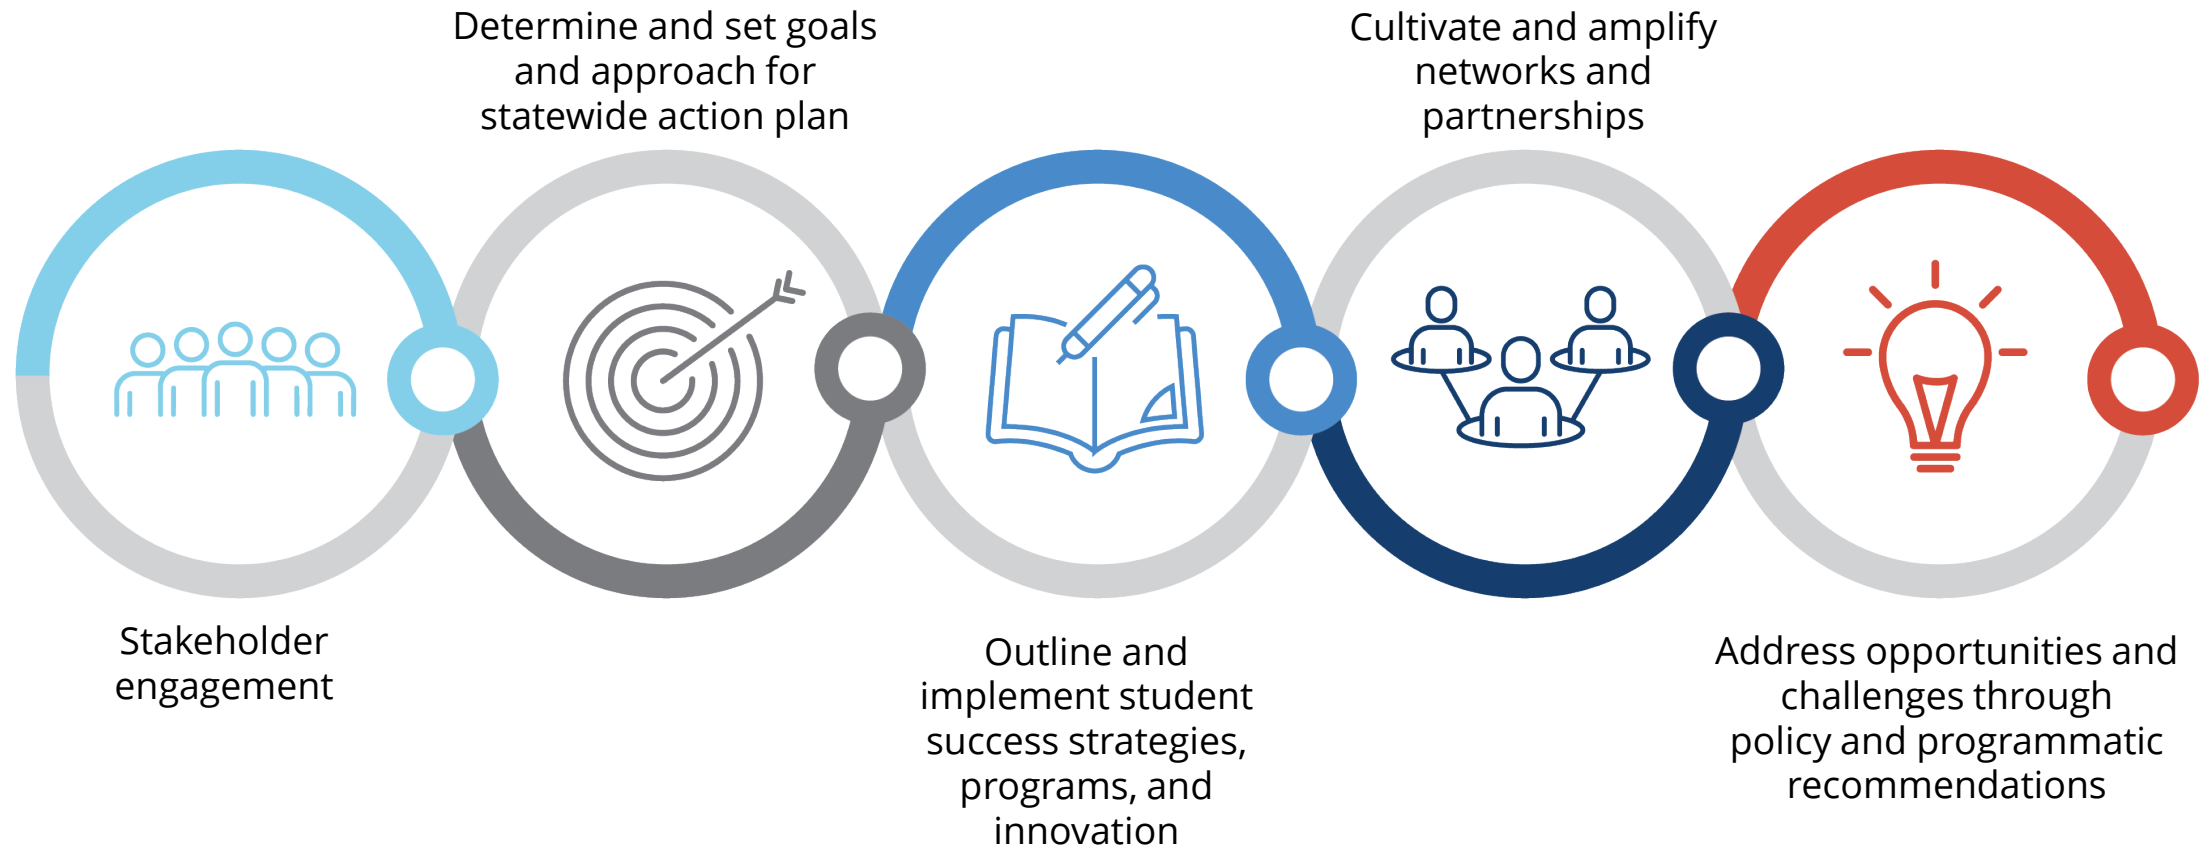 Stakeholder
engagement
Determine and set goals
and approach for
statewide action plan
Outline and
implement student
success strategies,
programs, and
innovation
Cultivate and amplify
networks and
partnerships
Address opportunities and
challenges through
policy and programmatic
recommendations